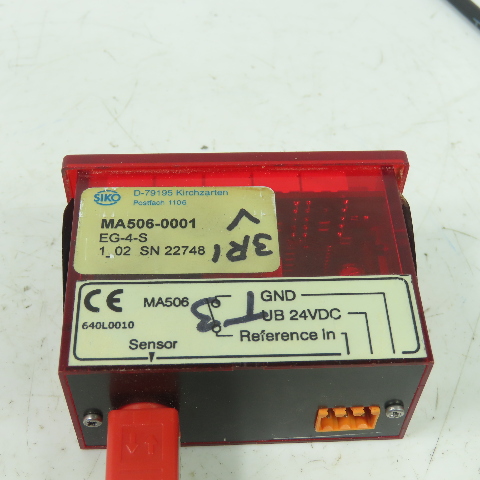 SIKO
D-79195 Kirchzarten
Postfach 1106
MA506-0001
EG-4-S
1 02 SN 22748
3R1
V
CE MA506 GND
640L0010
T3
UB 24VDC
Reference In
Sensor